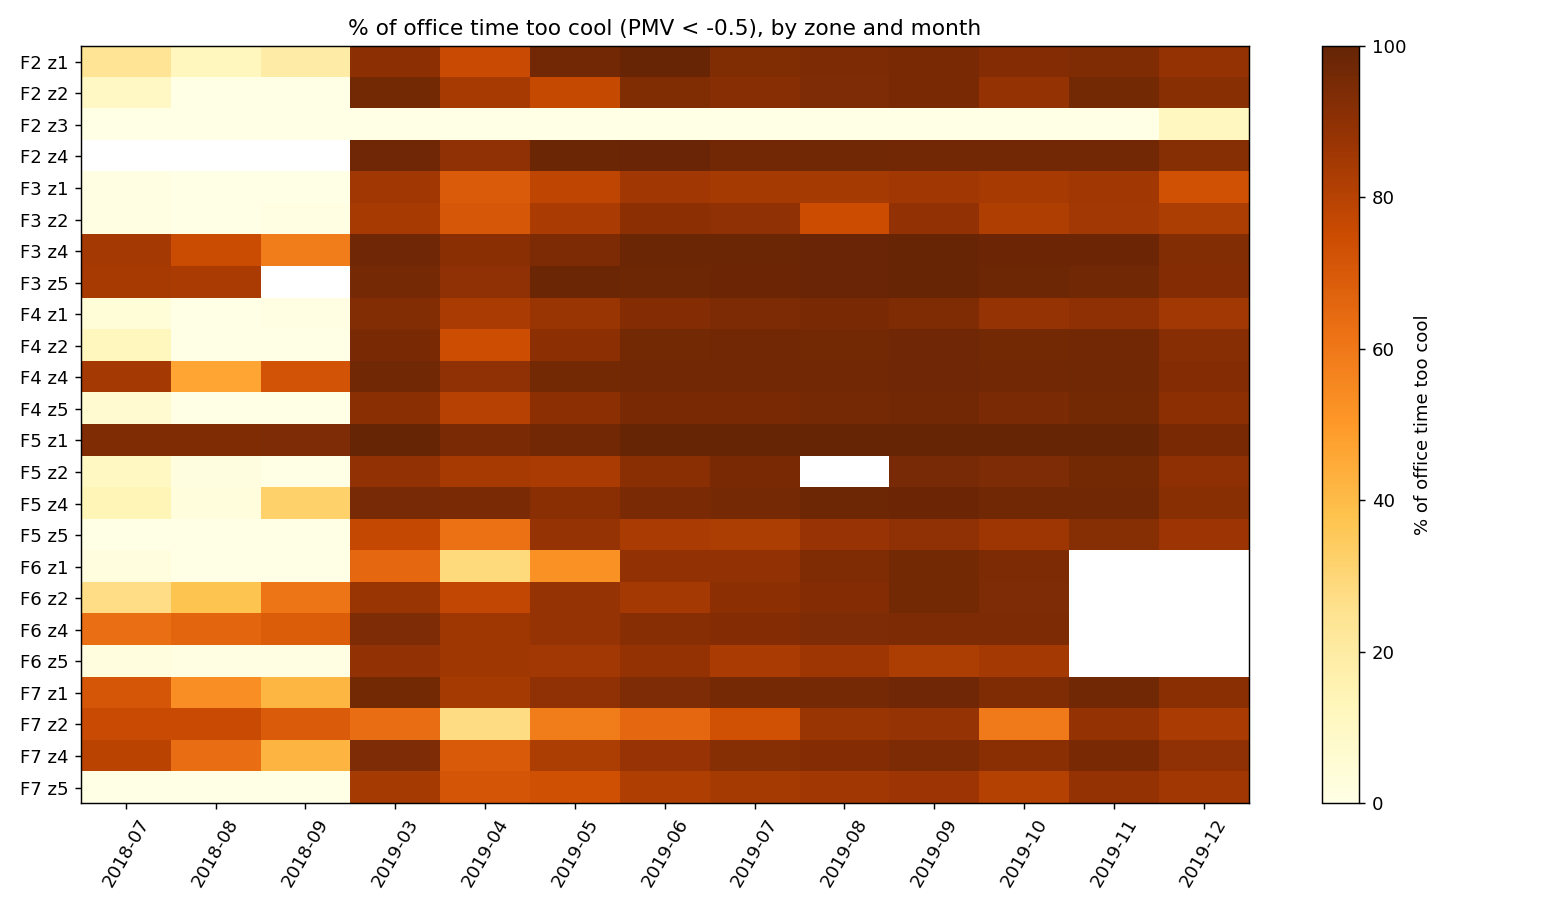 % of office time too cool (PMV < -0.5), by zone and month
F2 z1
F2 z2
F2 z3
F2 z4
F3 z1
F3 z2
F3 z4
F3 z5
F4 z1
F4 z2
F4 z4
F4 z5
F5 z1
F5 z2
F5 z4
F5 z5
F6 z1
F6 z2
F6 z4
F6 z5
F7 z1
F7 z2
F7 z4
F7 z5
2018-07
2018-08
2018-09
2019-03
2019-04
2019-05
2019-06
2019-07
2019-08
2019-09
2019-10
2019-11
2019-12
100
80
60
40
20
0
% of office time too cool